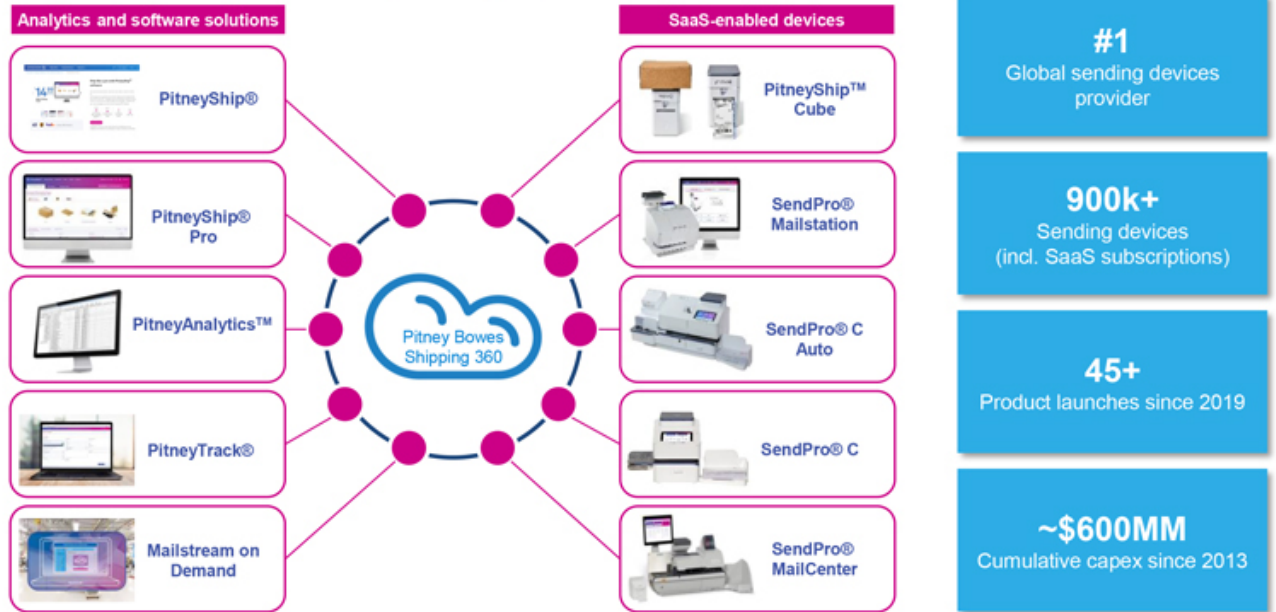 Analytics and software solutions
PitneyShip®
PitneyShip®
Pro
PitneyAnalytics™
PitneyTrack®
Mailstream on
Demand
Pitney Bowes
Shipping 360
SaaS-enabled devices
PitneyShip™
Cube
SendPro®
Mailstation
SendPro® C
Auto
SendPro® C
SendPro®
MailCenter
#1
Global sending devices
provider
900k+
Sending devices
(incl. SaaS subscriptions)
45+
Product launches since 2019
~$600MM
Cumulative capex since 2013